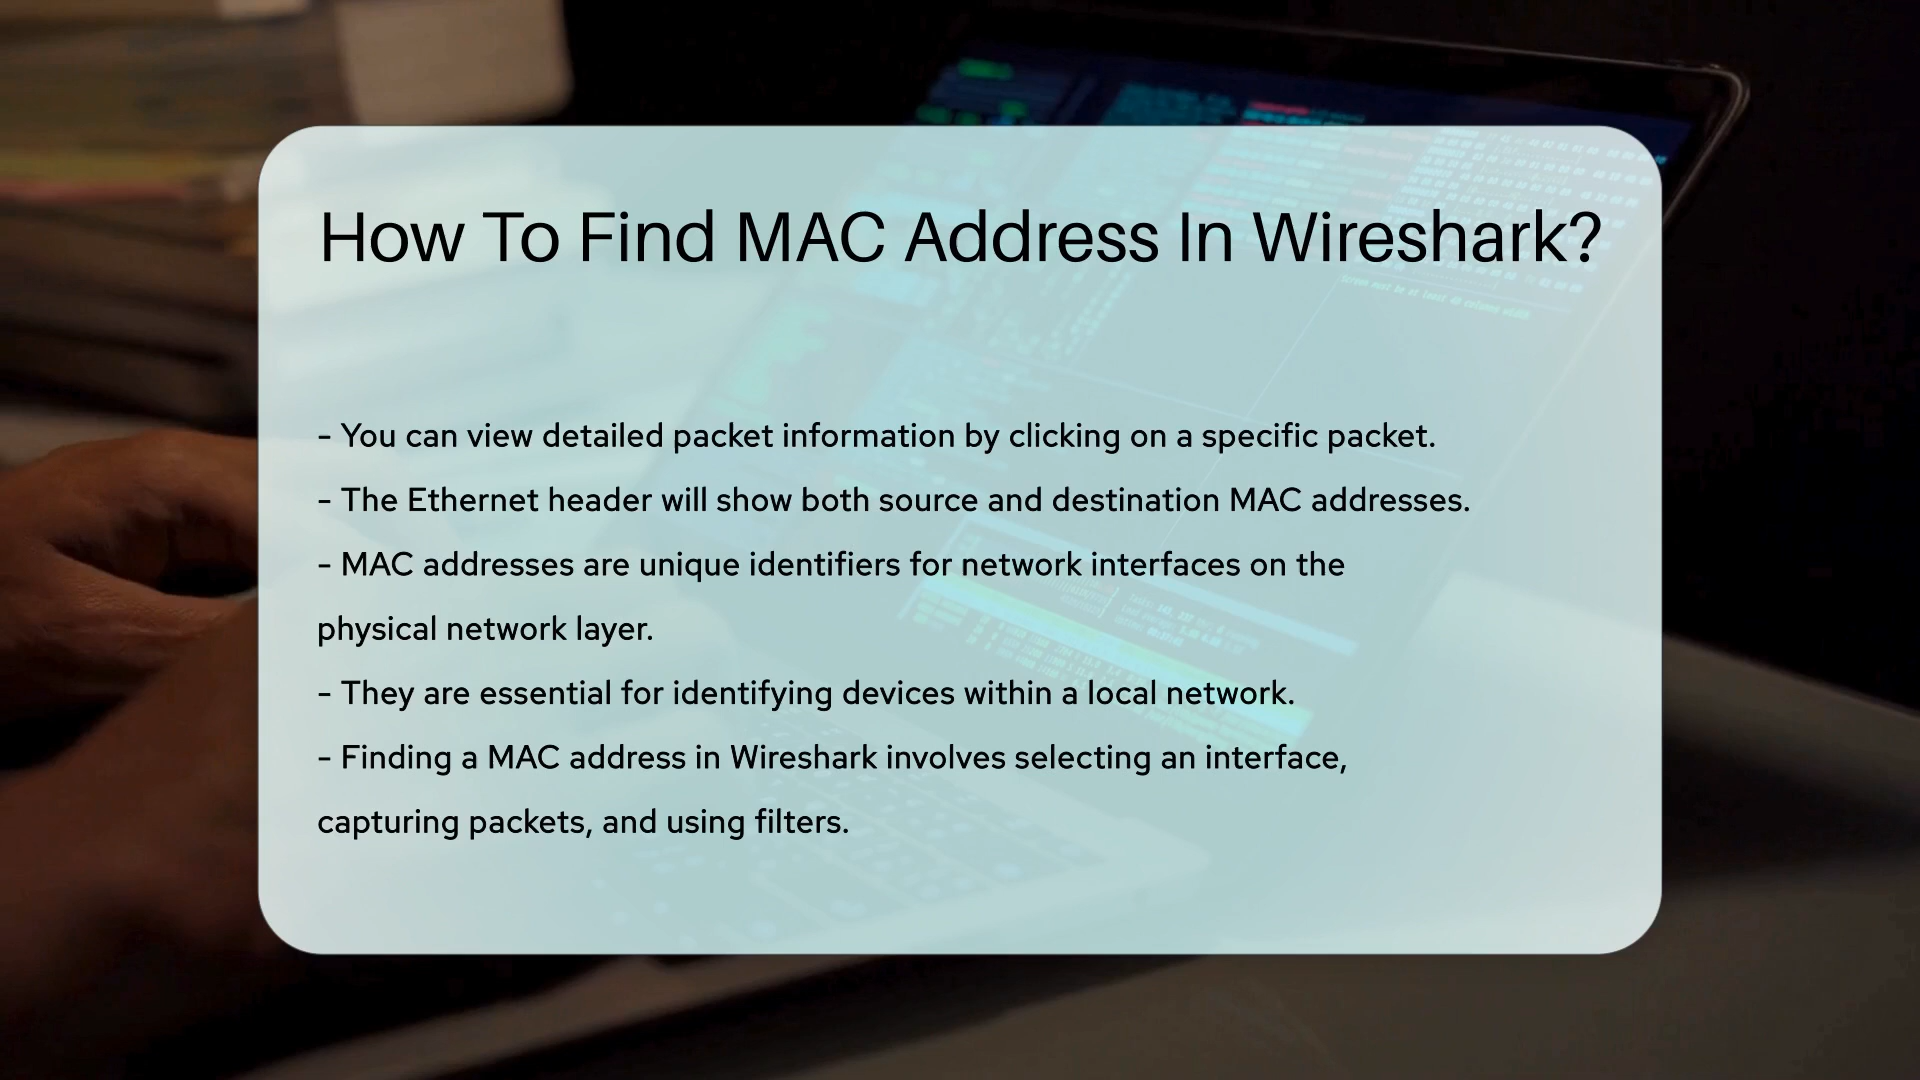 How To Find MAC Address In Wireshark?
- You can view detailed packet information by clicking on a specific packet.
- The Ethernet header will show both source and destination MAC addresses.
- MAC addresses are unique identifiers for network interfaces on the
physical network layer.
- They are essential for identifying devices within a local network.
- Finding a MAC address in Wireshark involves selecting an interface,
capturing packets, and using filters.